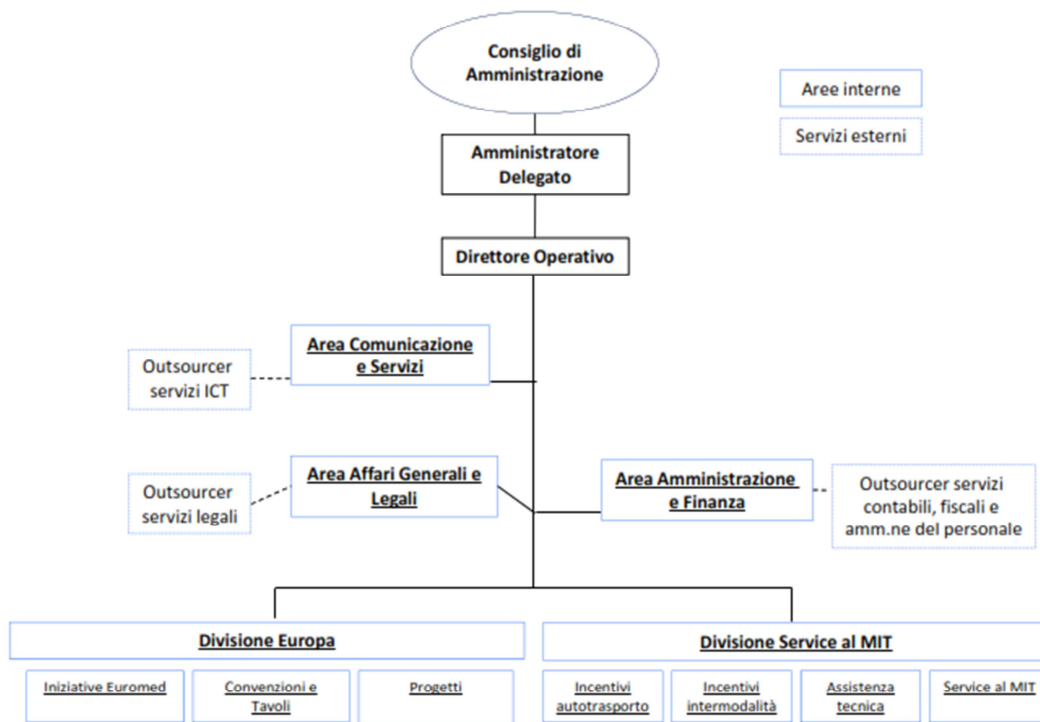 Consiglio di
Amministrazione
Aree interne
Servizi esterni
Amministratore
Delegato
Direttore Operativo
Area Comunicazione
e Servizi
Outsourcer
servizi ICT
Area Affari Generali e
Legali
Outsourcer
servizi legali
Area Amministrazione
e Finanza
Outsourcer servizi
contabili, fiscali e
amm.ne del personale
Divisione Europa
Divisione Service al MIT
Iniziative Euromed
Convenzioni e
Tavoli
Progetti
Incentivi
autotrasporto
Incentivi
intermodalità
Assistenza
tecnica
Service al MIT